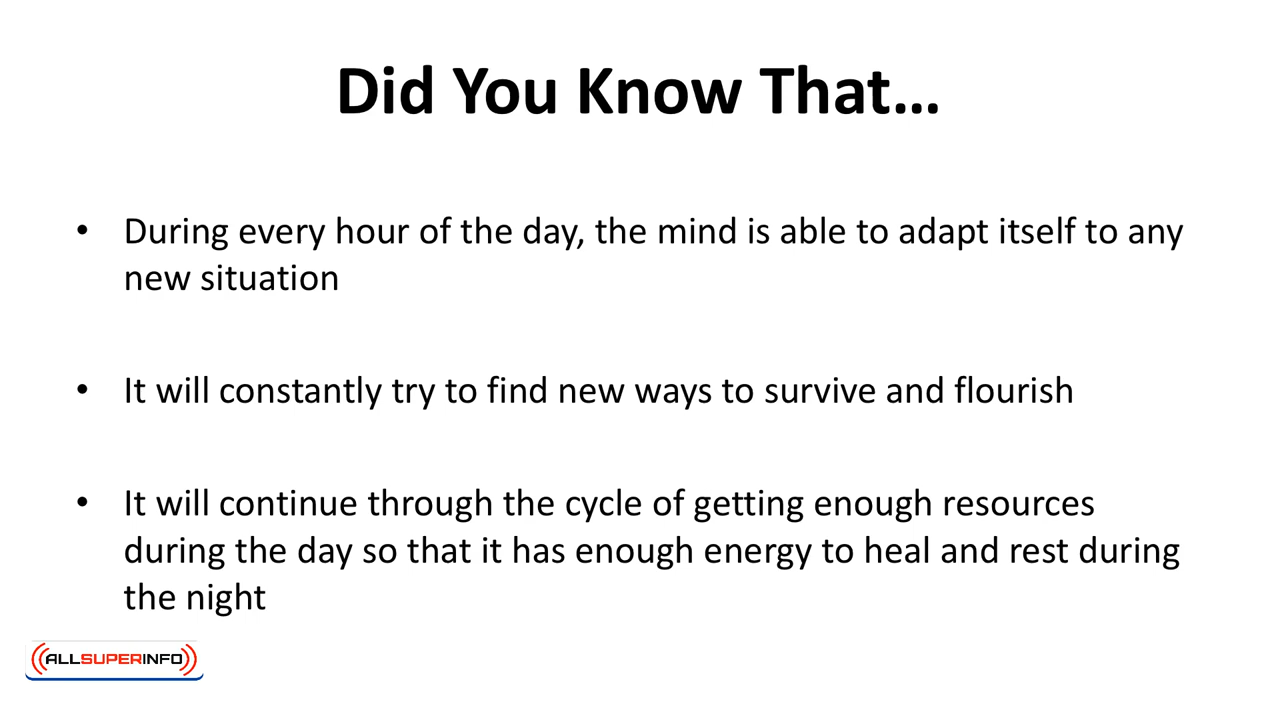 Did You Know That...
• During every hour of the day, the mind is able to adapt itself to any
new situation
• It will constantly try to find new ways to survive and flourish
• It will continue through the cycle of getting enough resources
during the day so that it has enough energy to heal and rest during
the night
ALLSUPERINFO